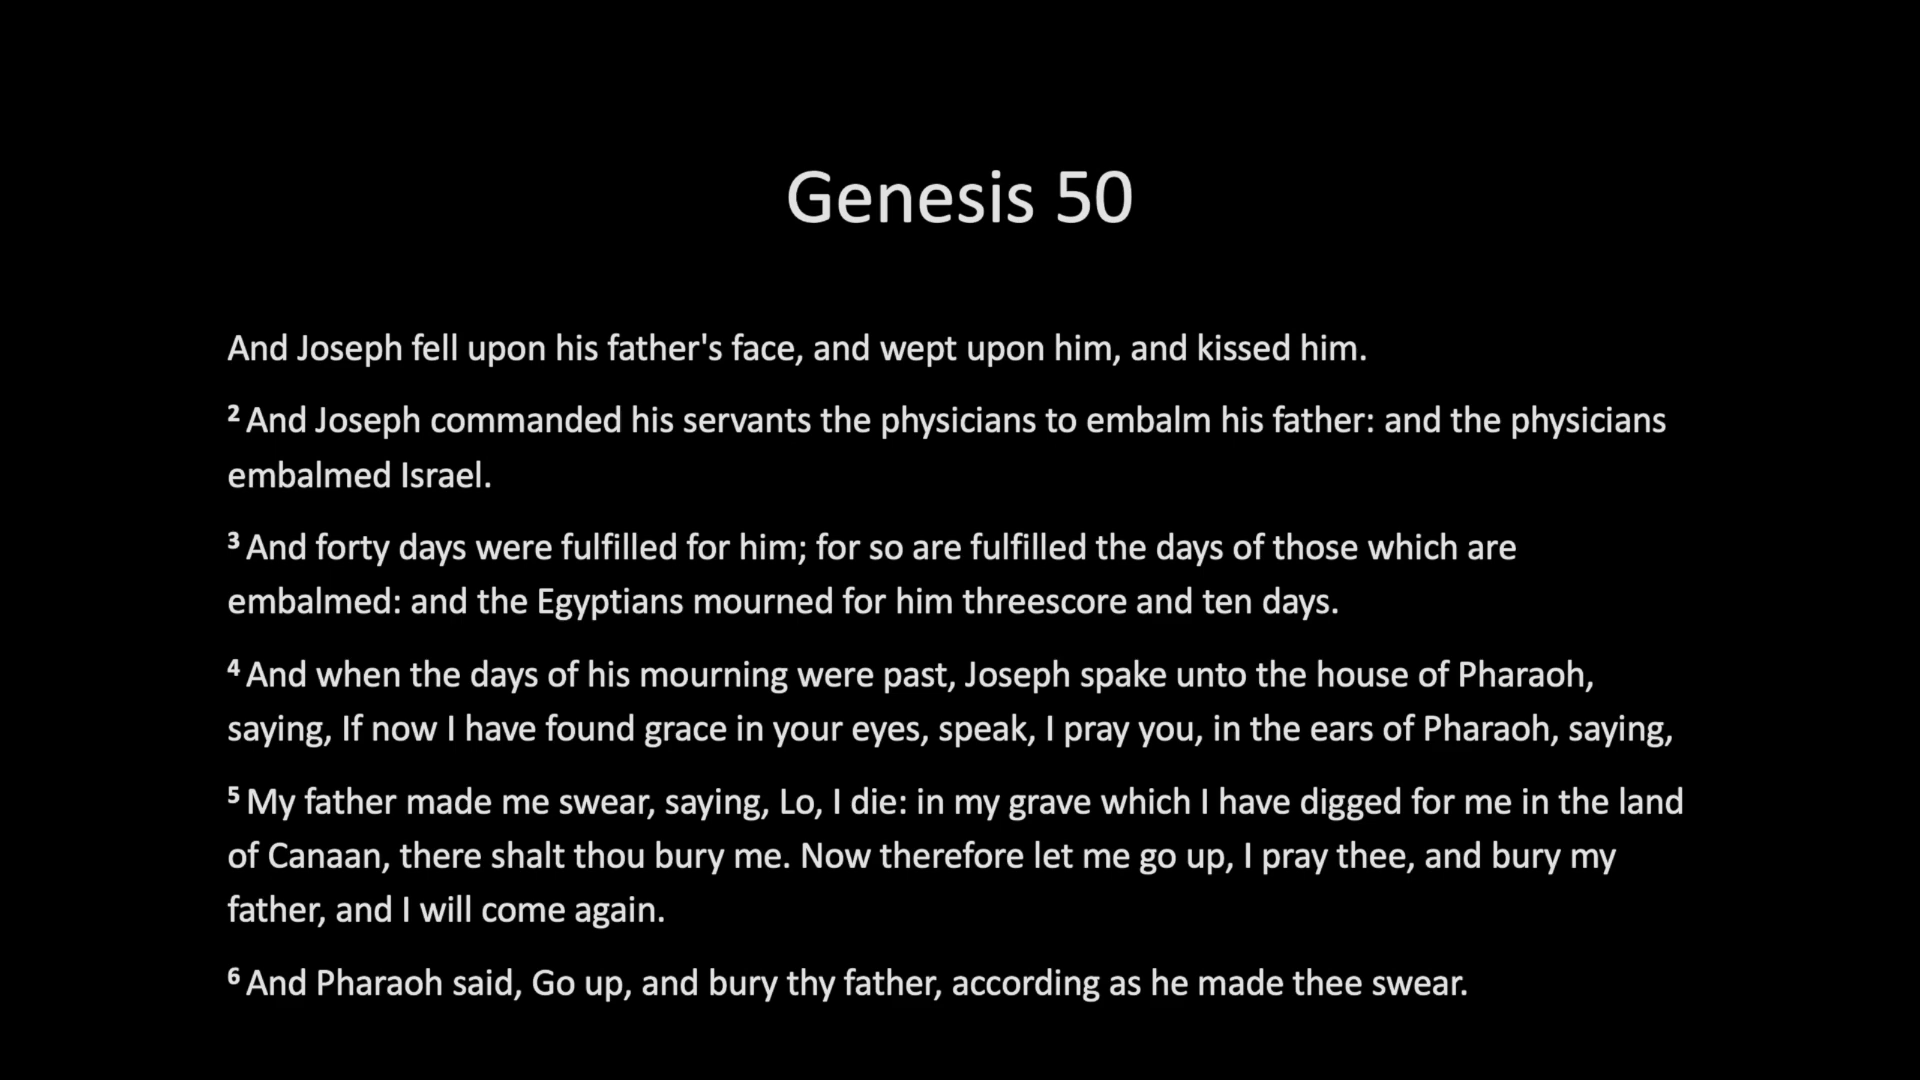 Genesis 50
And Joseph fell upon his father's face, and wept upon him, and kissed him.
2 And Joseph commanded his servants the physicians to embalm his father: and the physicians
embalmed Israel.
3 And forty days were fulfilled for him; for so are fulfilled the days of those which are
embalmed: and the Egyptians mourned for him threescore and ten days.
4 And when the days of his mourning were past, Joseph spake unto the house of Pharaoh,
saying, If now I have found grace in your eyes, speak, I pray you, in the ears of Pharaoh, saying,
5 My father made me swear, saying, Lo, I die: in my grave which I have digged for me in the land
of Canaan, there shalt thou bury me. Now therefore let me go up, I pray thee, and bury my
father, and I will come again.
6 And Pharaoh said, Go up, and bury thy father, according as he made thee swear.